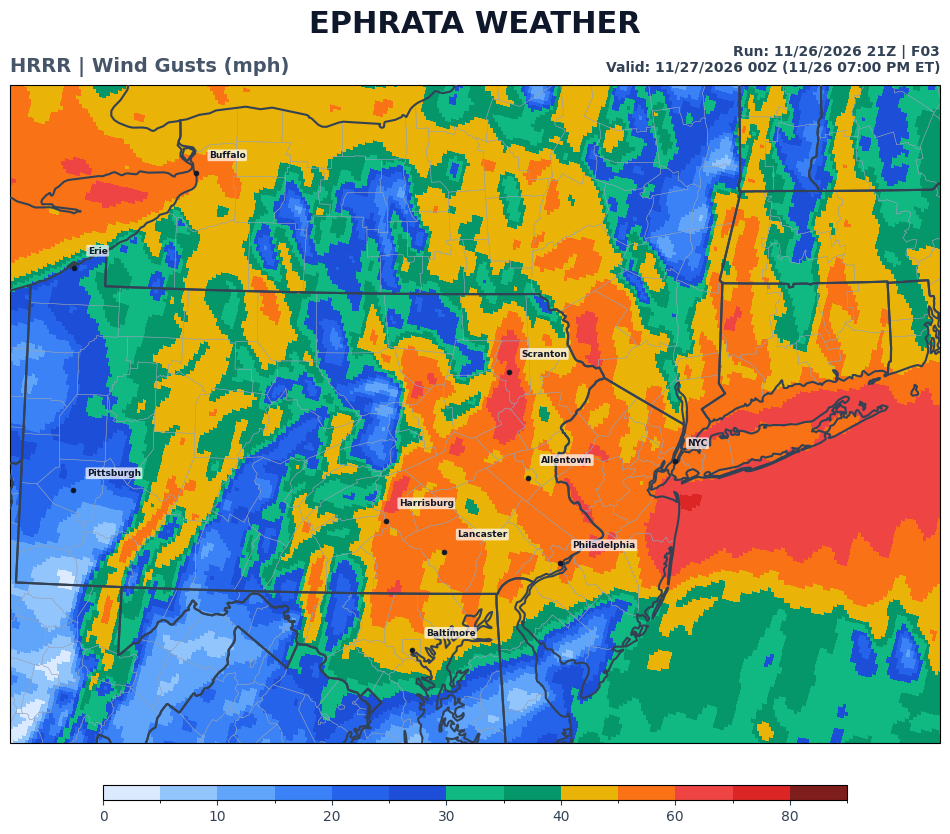 EPHRATA WEATHER
HRRR | Wind Gusts (mph)
Run: 11/26/2026 21Z | F03
Valid: 11/27/2026 00Z (11/26 07:00 PM ET)
Buffalo
Erie
Scranton
NYC
Allentown
Pittsburgh
Harrisburg
Lancaster
Philadelphia
Baltimore
0 10 20 30 40 50 60 70 80